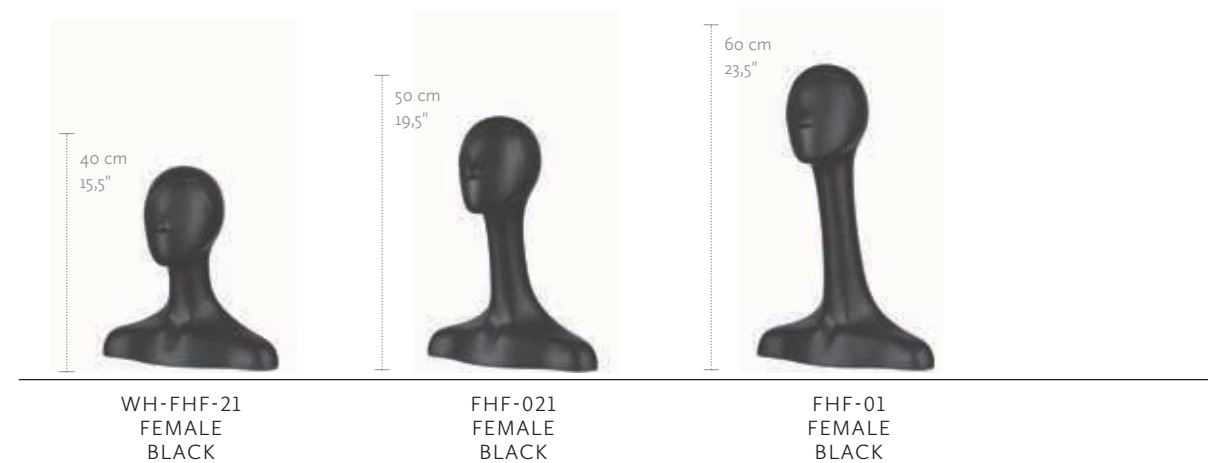 40 cm
15,5"
50 cm
19,5"
60 cm
23,5"
WH-FHF-21
FEMALE
BLACK
FHF-021
FEMALE
BLACK
FHF-01
FEMALE
BLACK